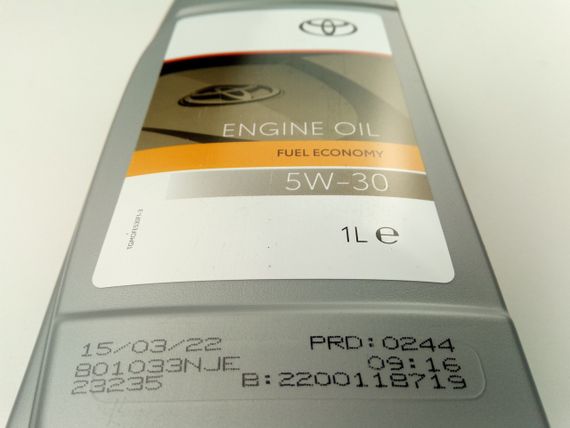 ENGINE OIL
FUEL ECONOMY
5W-30
1L e
15/03/22 PRD:0244
801033NJE 09:16
23235 B:2200118719